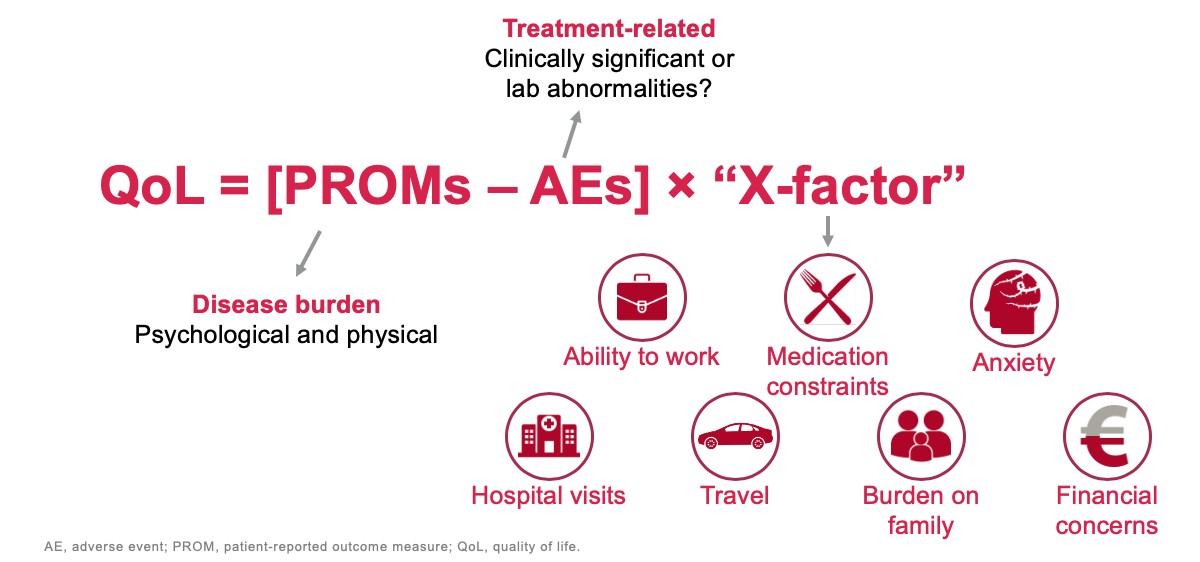 Treatment-related
Clinically significant or
lab abnormalities?
QoL = [PROMs – AEs] × “X-factor”
Disease burden
Psychological and physical
Ability to work
Medication
constraints
Anxiety
Hospital visits
Travel
Burden on
family
Financial
concerns
AE, adverse event; PROM, patient-reported outcome measure; QoL, quality of life.